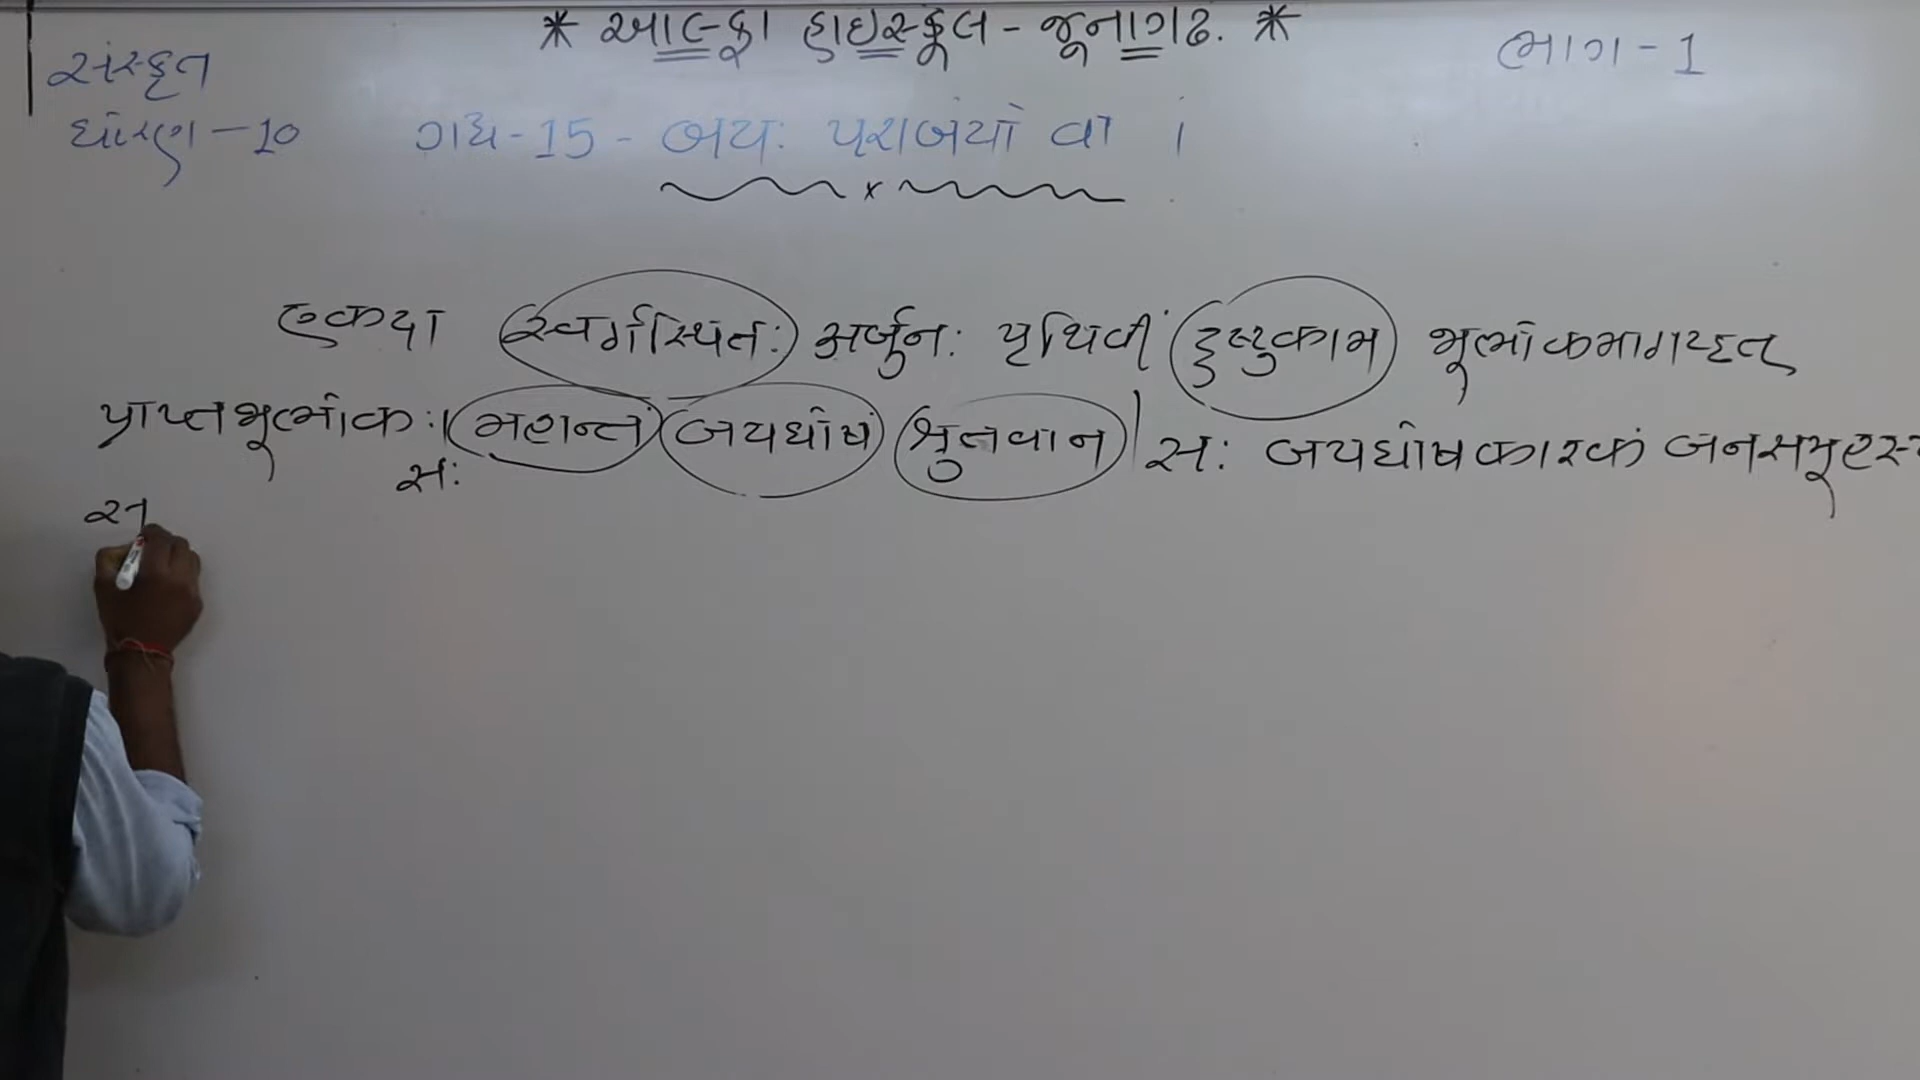 * આલ્ફા હાઇસ્કૂલ - જૂનાગઢ. *
ભાગ - 1
સંસ્કૃત
ધોરણ - 10
ગદ્ય - 15 - જયઃ પરાજયો વા ।
एकदा स्वर्गस्थितः अर्जुनः पृथिवीं द्रष्टुकाम भूलोकमागच्छत्
प्राप्तभूलोकः। महान्तं जयघोषं श्रुतवान । सः जयघोषकारकं जनसमूहस्य
सः